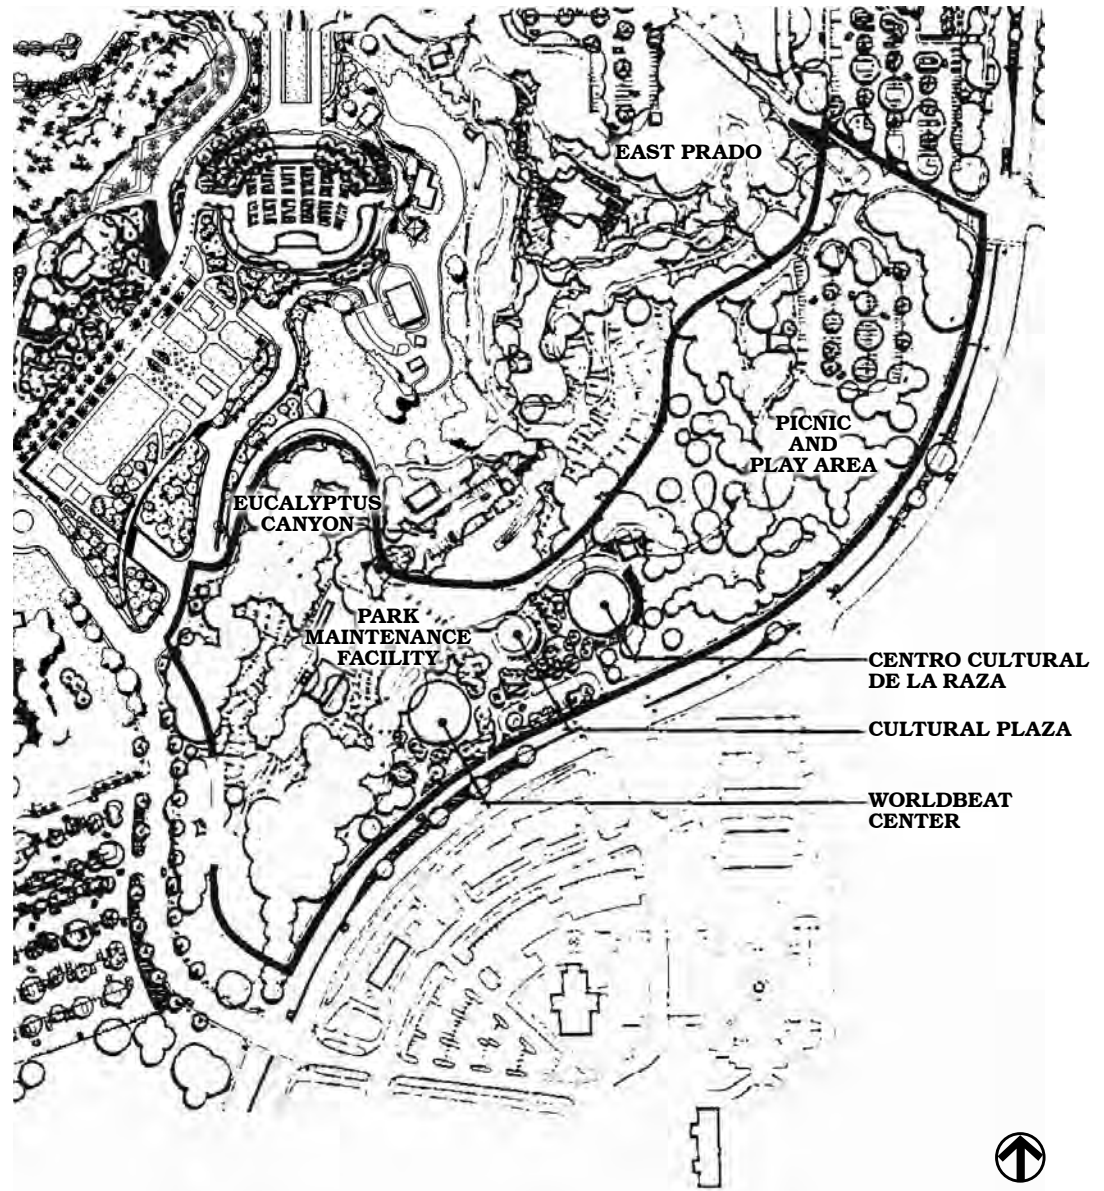 EAST PRADO
PICNIC
AND
PLAY AREA
EUCALYPTUS
CANYON
PARK
MAINTENANCE
FACILITY
CENTRO CULTURAL
DE LA RAZA
CULTURAL PLAZA
WORLDBEAT
CENTER